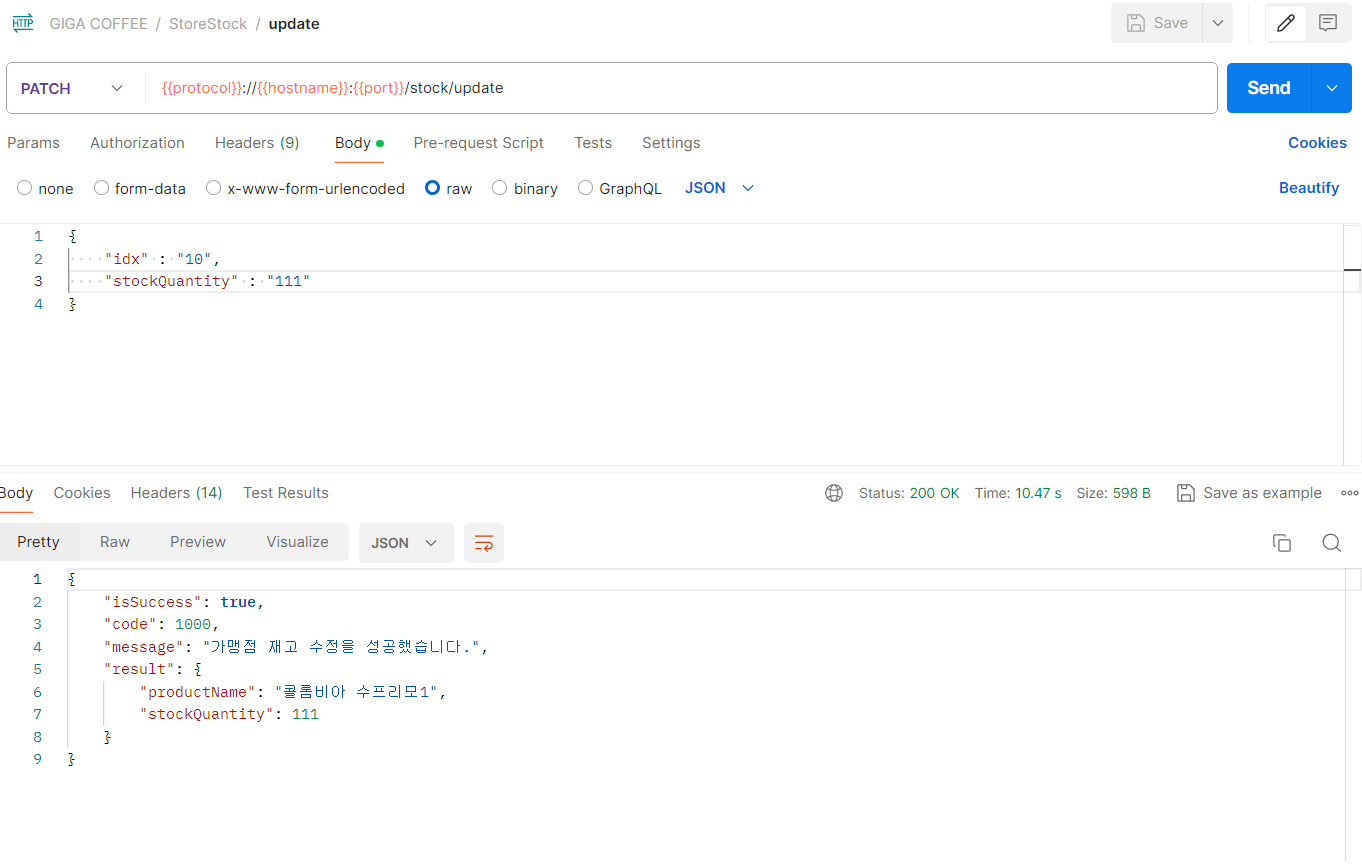 HTTP GIGA COFFEE / StoreStock / update Save
PATCH {{protocol}}://{{hostname}}:{{port}}/stock/update Send
Params Authorization Headers (9) Body Pre-request Script Tests Settings Cookies
none form-data x-www-form-urlencoded raw binary GraphQL JSON Beautify
1 {
2 "idx" : "10",
3 "stockQuantity" : "111"
4 }
Body Cookies Headers (14) Test Results Status: 200 OK Time: 10.47 s Size: 598 B Save as example
Pretty Raw Preview Visualize JSON
1 {
2 "isSuccess": true,
3 "code": 1000,
4 "message": "가맹점 재고 수정을 성공했습니다.",
5 "result": {
6 "productName": "콜롬비아 수프리모1",
7 "stockQuantity": 111
8 }
9 }